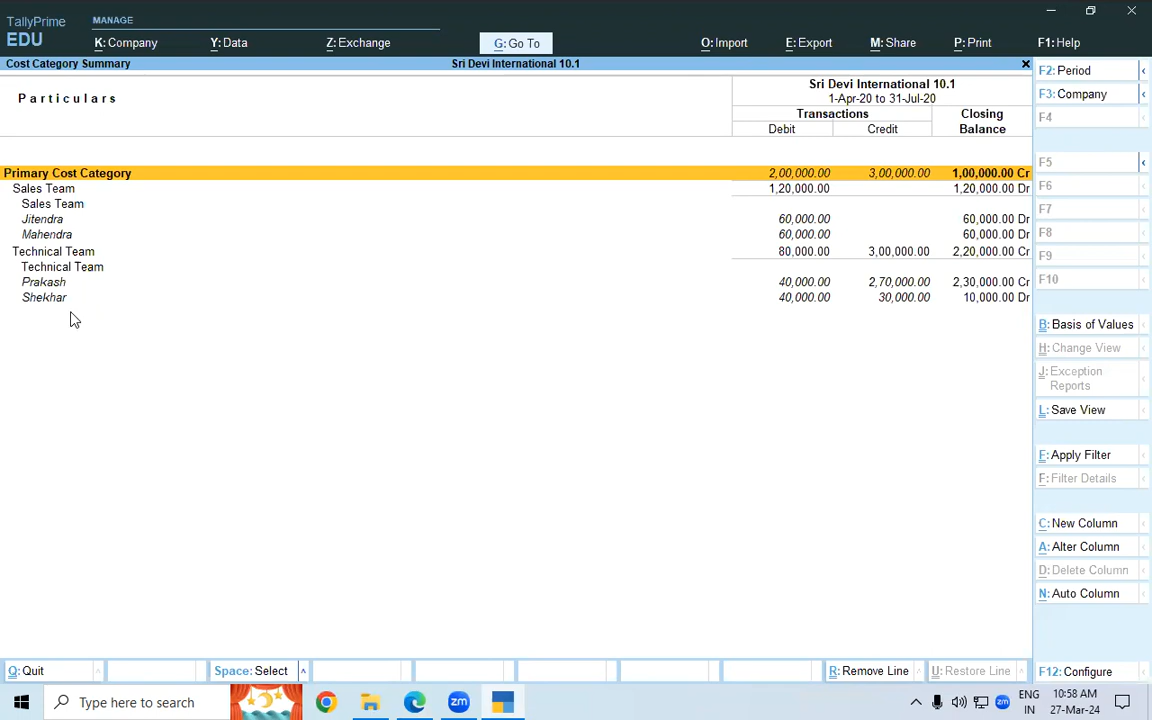 TallyPrime
EDU
MANAGE
K: Company
Y: Data
Z: Exchange
G: Go To
O: Import
E: Export
M: Share
P: Print
F1: Help
Cost Category Summary
Sri Devi International 10.1
Particulars
Sri Devi International 10.1
1-Apr-20 to 31-Jul-20
Transactions
Closing
Debit
Credit
Balance
Primary Cost Category 2,00,000.00 3,00,000.00 1,00,000.00 Cr
Sales Team 1,20,000.00 1,20,000.00 Dr
Sales Team
Jitendra 60,000.00 60,000.00 Dr
Mahendra 60,000.00 60,000.00 Dr
Technical Team 80,000.00 3,00,000.00 2,20,000.00 Cr
Technical Team
Prakash 40,000.00 2,70,000.00 2,30,000.00 Cr
Shekhar 40,000.00 30,000.00 10,000.00 Dr
F2: Period
F3: Company
F4
F5
F6
F7
F8
F9
F10
B: Basis of Values
H: Change View
J: Exception
Reports
L: Save View
F: Apply Filter
F: Filter Details
C: New Column
A: Alter Column
D: Delete Column
N: Auto Column
F12: Configure
Q: Quit
Space: Select
R: Remove Line
U: Restore Line
Type here to search
zm
zm
ENG
IN
10:58 AM
27-Mar-24